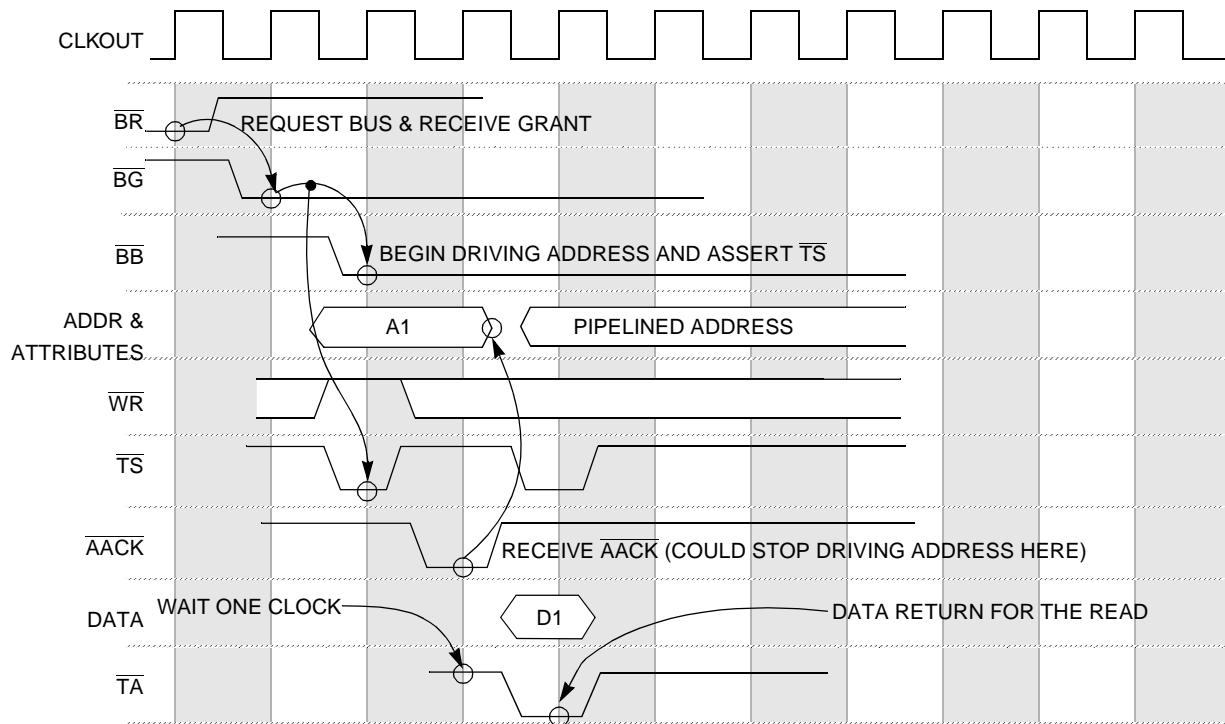 CLKOUT
BR
REQUEST BUS & RECEIVE GRANT
BG
BB
BEGIN DRIVING ADDRESS AND ASSERT TS
ADDR &
ATTRIBUTES
A1
PIPELINED ADDRESS
WR
TS
AACK
RECEIVE AACK (COULD STOP DRIVING ADDRESS HERE)
DATA
WAIT ONE CLOCK
D1
DATA RETURN FOR THE READ
TA